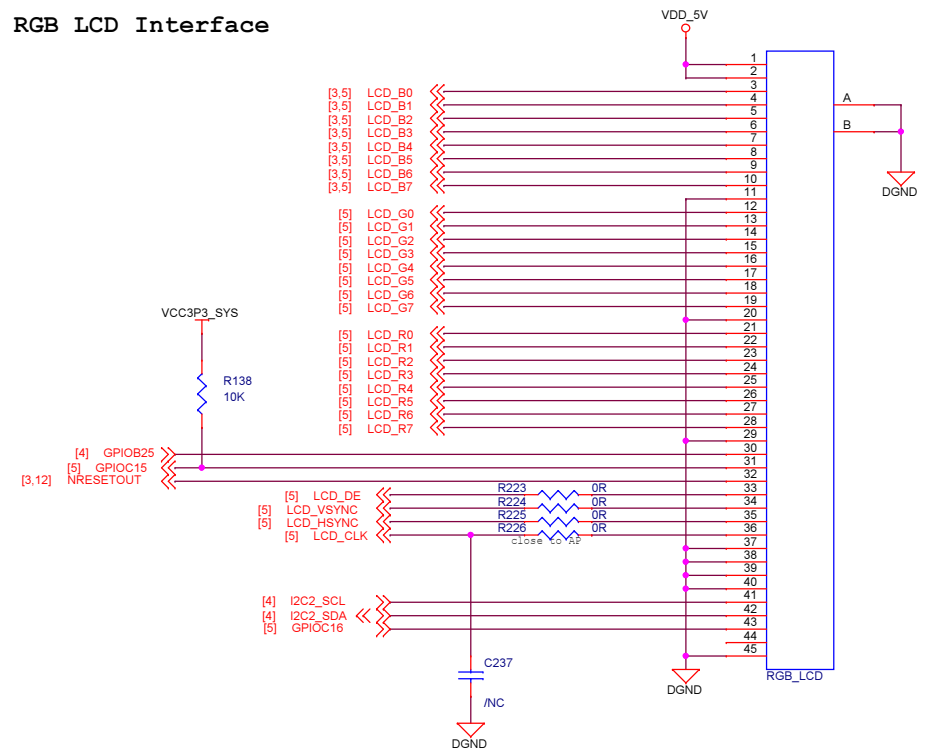 RGB LCD Interface
VDD_5V
1
2
[3,5] LCD_B0 3
[3,5] LCD_B1 4 A
[3,5] LCD_B2 5
[3,5] LCD_B3 6 B
[3,5] LCD_B4 7
[3,5] LCD_B5 8
[3,5] LCD_B6 9
[3,5] LCD_B7 10
DGND
11
[5] LCD_G0 12
[5] LCD_G1 13
[5] LCD_G2 14
[5] LCD_G3 15
[5] LCD_G4 16
[5] LCD_G5 17
[5] LCD_G6 18
[5] LCD_G7 19
VCC3P3_SYS
20
[5] LCD_R0 21
[5] LCD_R1 22
[5] LCD_R2 23
[5] LCD_R3 24
R138
[5] LCD_R4 25
10K
[5] LCD_R5 26
[5] LCD_R6 27
[5] LCD_R7 28
29
[4] GPIOB25 30
[5] GPIOC15 31
[3,12] NRESETOUT 32
[5] LCD_DE R223 0R 33
[5] LCD_VSYNC R224 0R 34
[5] LCD_HSYNC R225 0R 35
[5] LCD_CLK R226 0R 36
close to AP
37
38
39
40
[4] I2C2_SCL 41
[4] I2C2_SDA 42
[5] GPIOC16 43
44
45
C237
RGB_LCD
DGND
/NC
DGND